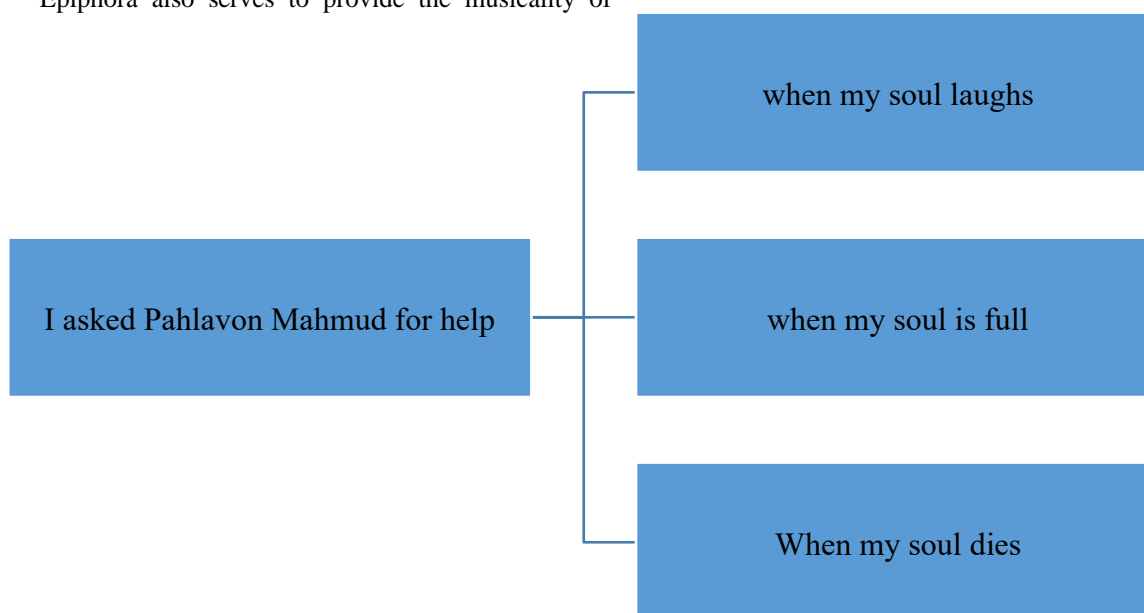 Epiphora also serves to provide the musicality of
when my soul laughs
I asked Pahlavon Mahmud for help
when my soul is full
When my soul dies